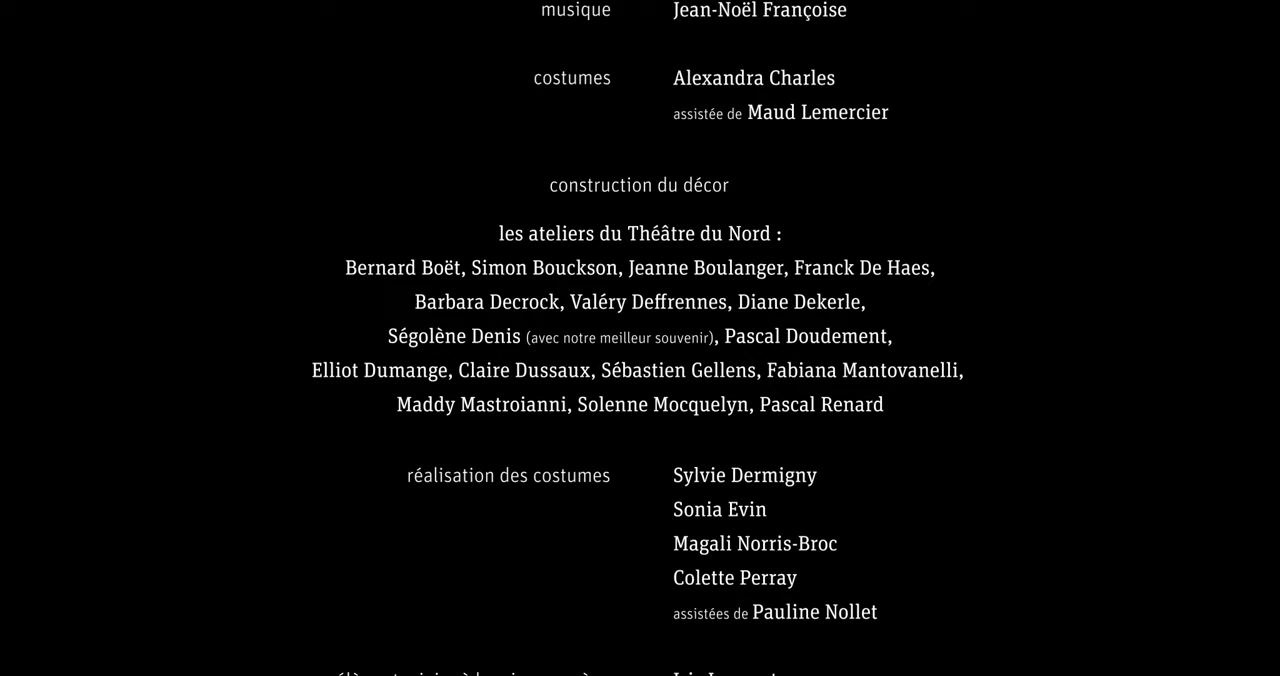 musique Jean-Noël Françoise
costumes Alexandra Charles
assistée de Maud Lemercier
construction du décor
les ateliers du Théâtre du Nord :
Bernard Boët, Simon Bouckson, Jeanne Boulanger, Franck De Haes,
Barbara Decrock, Valéry Deffrennes, Diane Dekerle,
Ségolène Denis (avec notre meilleur souvenir), Pascal Doudement,
Elliot Dumange, Claire Dussaux, Sébastien Gellens, Fabiana Mantovanelli,
Maddy Mastroianni, Solenne Mocquelyn, Pascal Renard
réalisation des costumes Sylvie Dermigny
Sonia Evin
Magali Norris-Broc
Colette Perray
assistées de Pauline Nollet